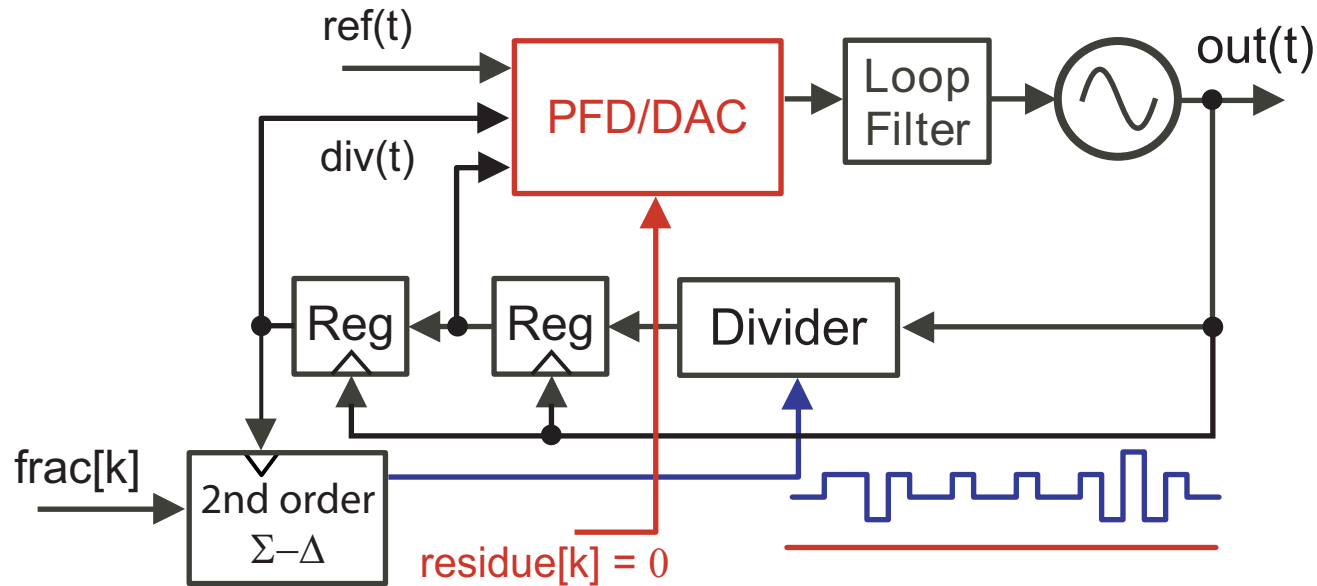 ref(t)
PFD/DAC
Loop
Filter
out(t)
div(t)
Reg
Reg
Divider
frac[k]
2nd order
Σ–Δ
residue[k] = 0